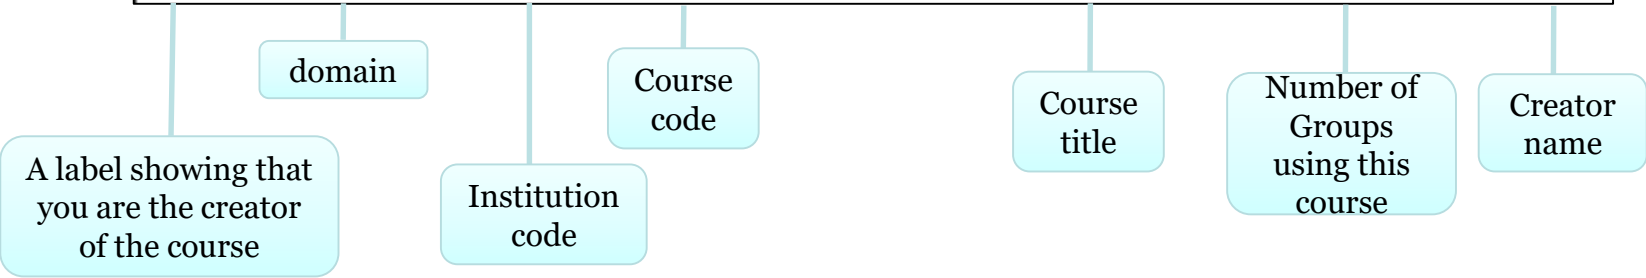 A label showing that
you are the creator
of the course
domain
Institution
code
Course
code
Course
title
Number of
Groups
using this
course
Creator
name